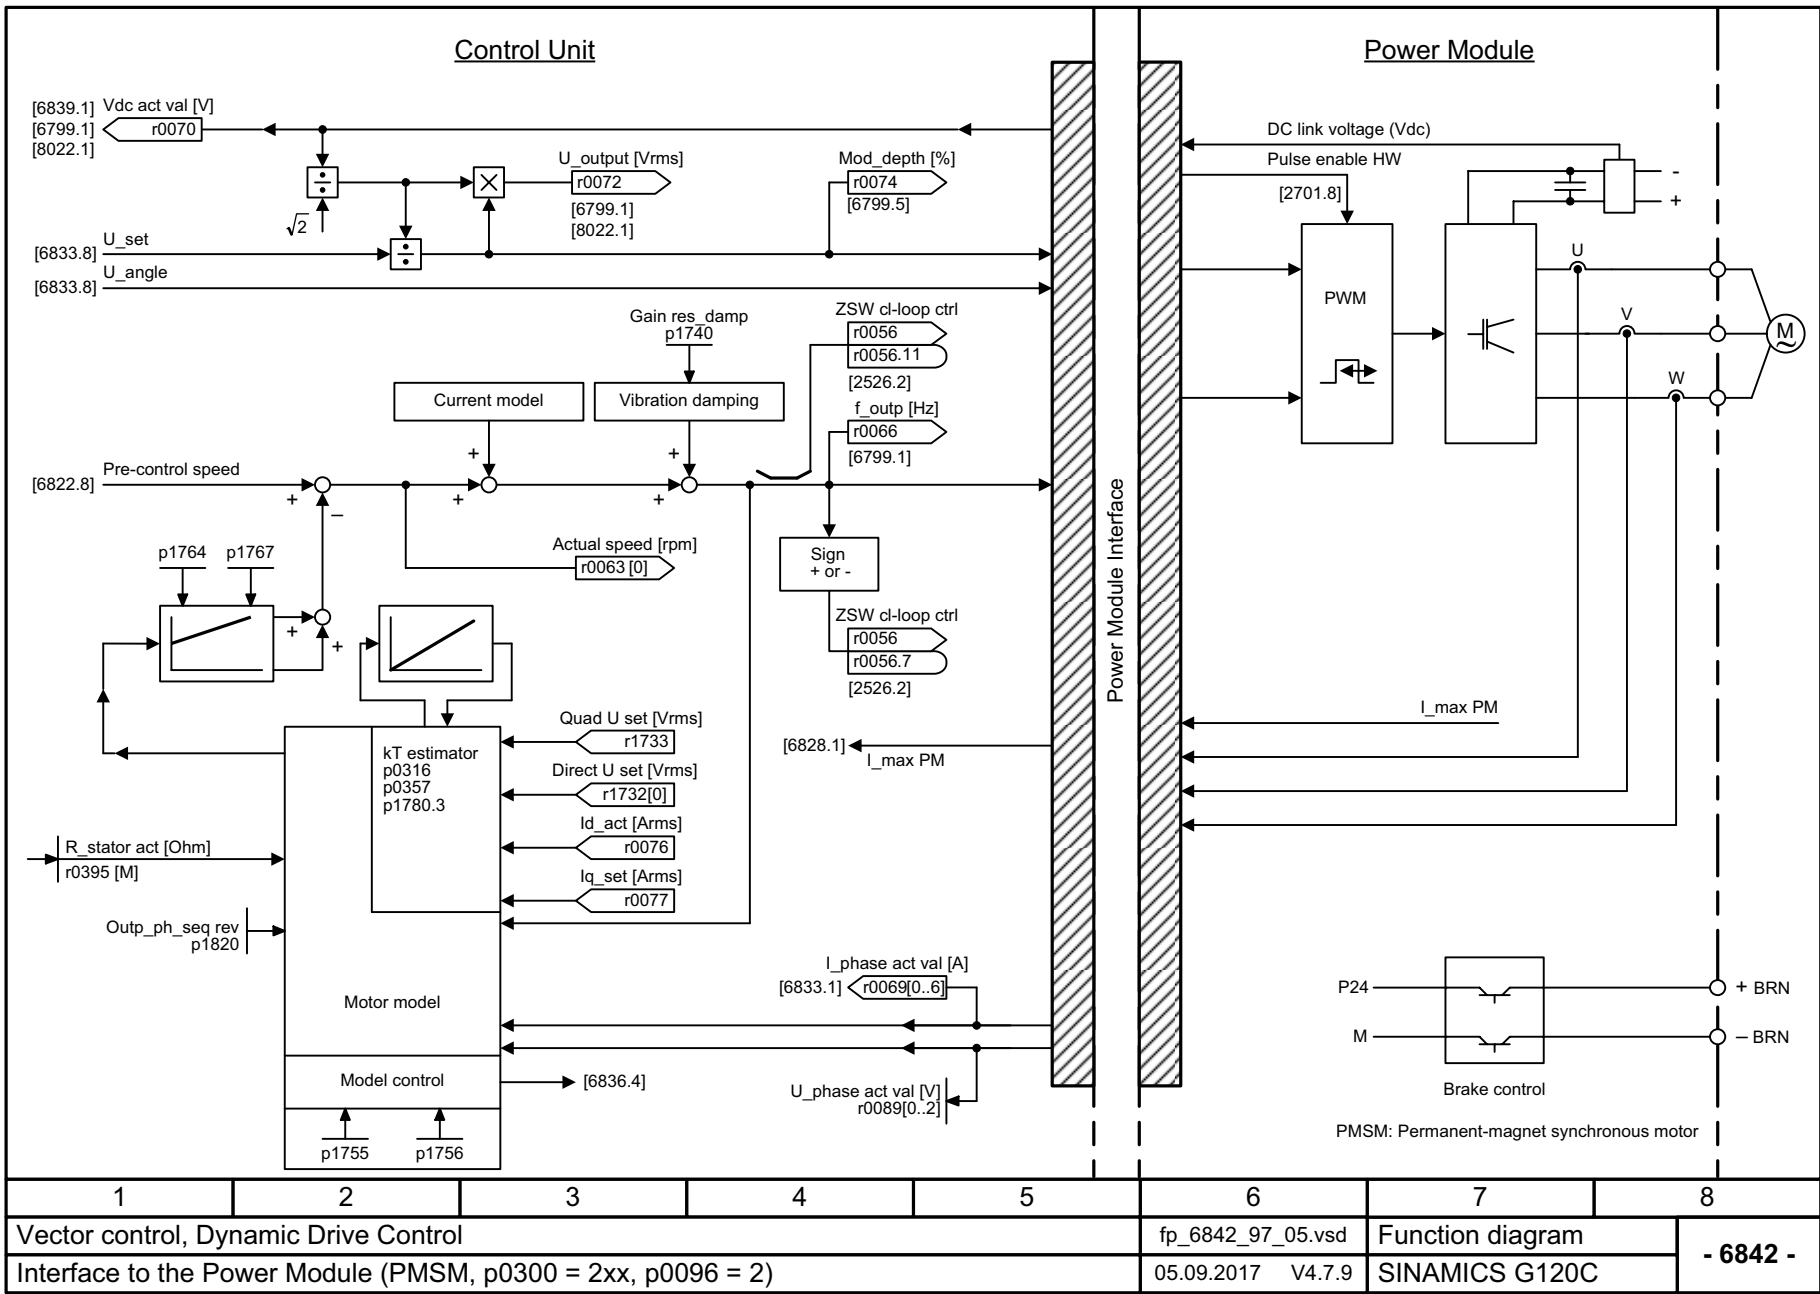 Control Unit
Power Module
[6839.1]
Vdc act val [V]
[6799.1]
r0070
[8022.1]
√2
U_output [Vrms]
r0072
[6799.1]
[8022.1]
Mod_depth [%]
r0074
[6799.5]
U_set
[6833.8]
U_angle
[6833.8]
DC link voltage (Vdc)
Pulse enable HW
[2701.8]
-
+
PWM
U
V
W
M
~
Gain res_damp
p1740
ZSW cl-loop ctrl
r0056
r0056.11
[2526.2]
Current model
Vibration damping
f_outp [Hz]
r0066
[6799.1]
Pre-control speed
[6822.8]
+
–
+
+
+
+
Actual speed [rpm]
r0063 [0]
Sign
+ or -
ZSW cl-loop ctrl
r0056
r0056.7
[2526.2]
p1764
p1767
+
+
Power Module Interface
kT estimator
p0316
p0357
p1780.3
Quad U set [Vrms]
r1733
Direct U set [Vrms]
r1732[0]
Id_act [Arms]
r0076
Iq_set [Arms]
r0077
[6828.1]
I_max PM
I_max PM
R_stator act [Ohm]
r0395 [M]
Outp_ph_seq rev
p1820
Motor model
I_phase act val [A]
[6833.1]
r0069[0..6]
U_phase act val [V]
r0089[0..2]
Model control
[6836.4]
p1755
p1756
P24
M
+ BRN
– BRN
Brake control
PMSM: Permanent-magnet synchronous motor
1
2
3
4
5
6
7
8
Vector control, Dynamic Drive Control
fp_6842_97_05.vsd
Function diagram
- 6842 -
Interface to the Power Module (PMSM, p0300 = 2xx, p0096 = 2)
05.09.2017
V4.7.9
SINAMICS G120C